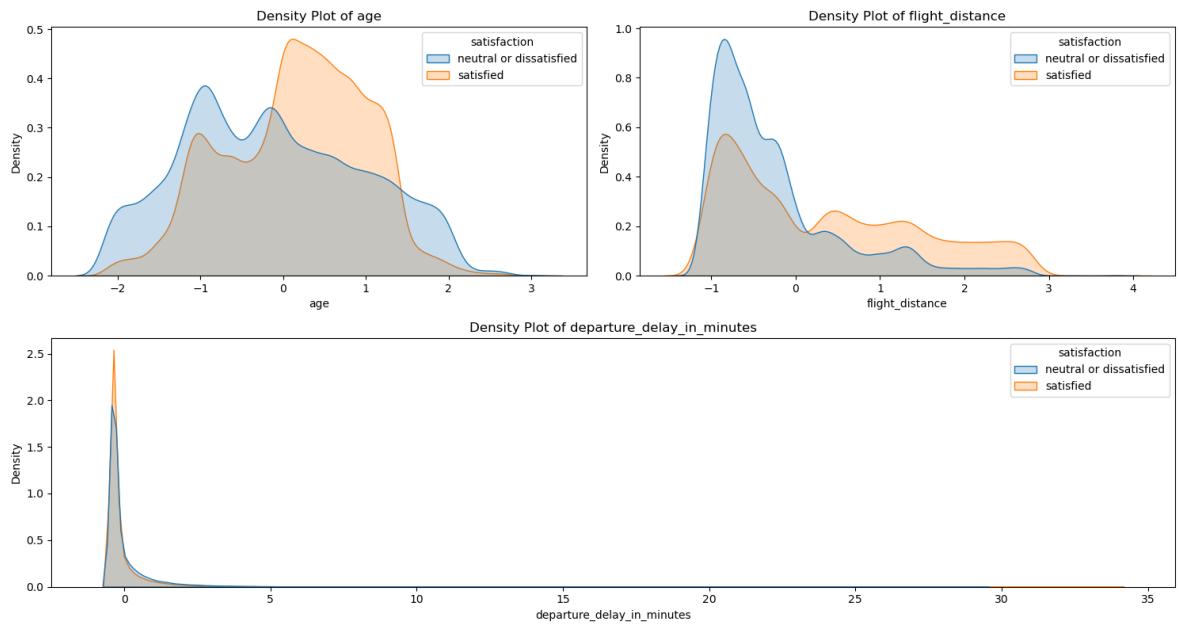 Density Plot of age
0.5
0.4
0.3
0.2
0.1
0.0
Density
satisfaction
neutral or dissatisfied
satisfied
−2
−1
0
1
2
3
age
Density Plot of flight_distance
1.0
0.8
0.6
0.4
0.2
0.0
Density
satisfaction
neutral or dissatisfied
satisfied
−1
0
1
2
3
4
flight_distance
Density Plot of departure_delay_in_minutes
2.5
2.0
1.5
1.0
0.5
0.0
Density
satisfaction
neutral or dissatisfied
satisfied
0
5
10
15
20
25
30
35
departure_delay_in_minutes